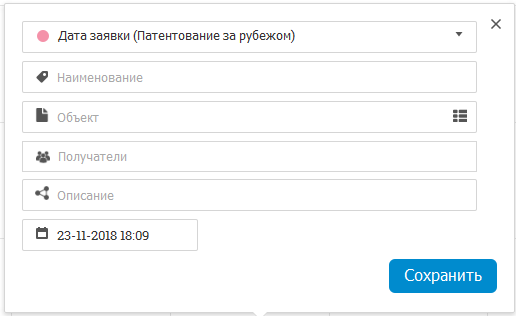 Дата заявки (Патентование за рубежом)
Наименование
Объект
Получатели
Описание
23-11-2018 18:09
Сохранить